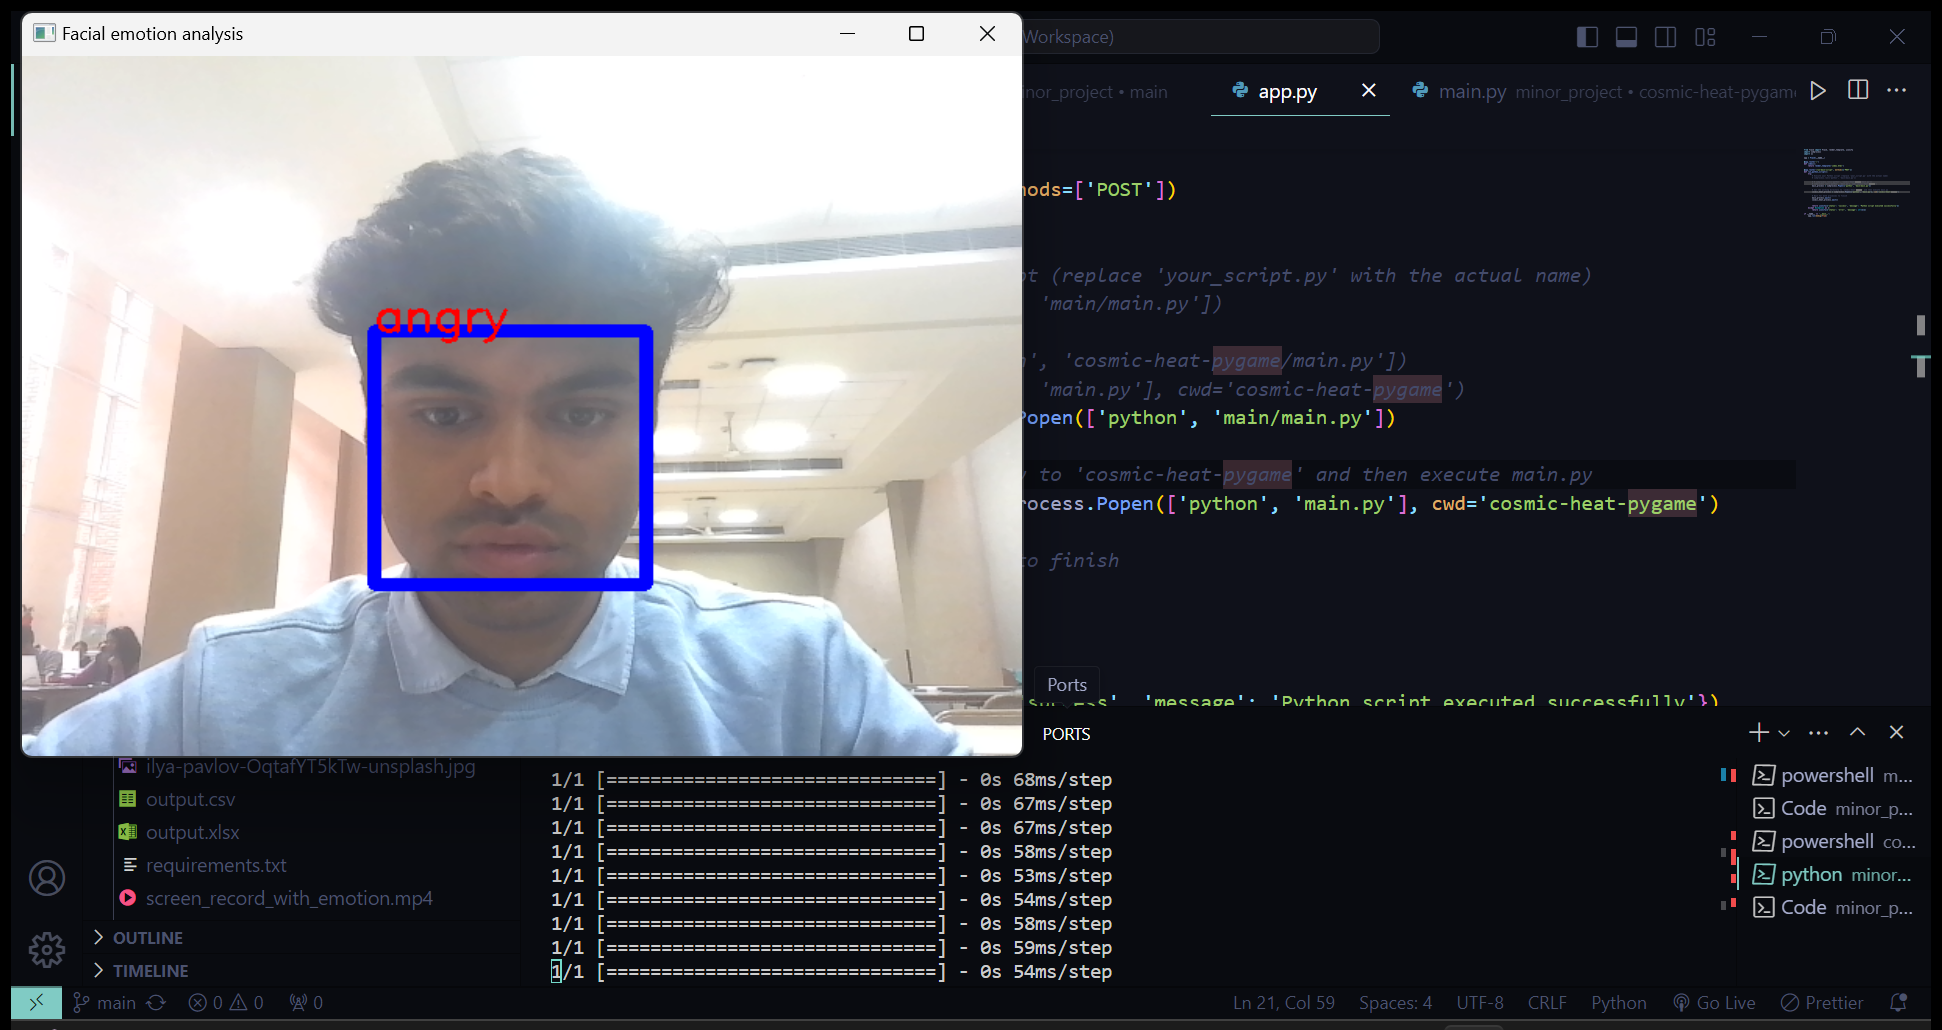 Facial emotion analysis
Workspace)
inor_project • main
app.py
main.py minor_project • cosmic-heat-pygam
angry
nods=['POST'])
pt (replace 'your_script.py' with the actual name)
'main/main.py'])
', 'cosmic-heat-pygame/main.py'])
'main.py'], cwd='cosmic-heat-pygame')
Popen(['python', 'main/main.py'])
y to 'cosmic-heat-pygame' and then execute main.py
rocess.Popen(['python', 'main.py'], cwd='cosmic-heat-pygame')
to finish
Ports
'message': 'Python script executed successfully'})
PORTS
ilya-pavlov-OqtafYT5kTw-unsplash.jpg
output.csv
output.xlsx
requirements.txt
screen_record_with_emotion.mp4
OUTLINE
TIMELINE
1/1 [==============================] - 0s 68ms/step
1/1 [==============================] - 0s 67ms/step
1/1 [==============================] - 0s 67ms/step
1/1 [==============================] - 0s 58ms/step
1/1 [==============================] - 0s 53ms/step
1/1 [==============================] - 0s 54ms/step
1/1 [==============================] - 0s 58ms/step
1/1 [==============================] - 0s 59ms/step
1/1 [==============================] - 0s 54ms/step
powershell m...
Code minor_p...
powershell co...
python minor...
Code minor_p...
main 0 0 0 Ln 21, Col 59 Spaces: 4 UTF-8 CRLF Python Go Live Prettier